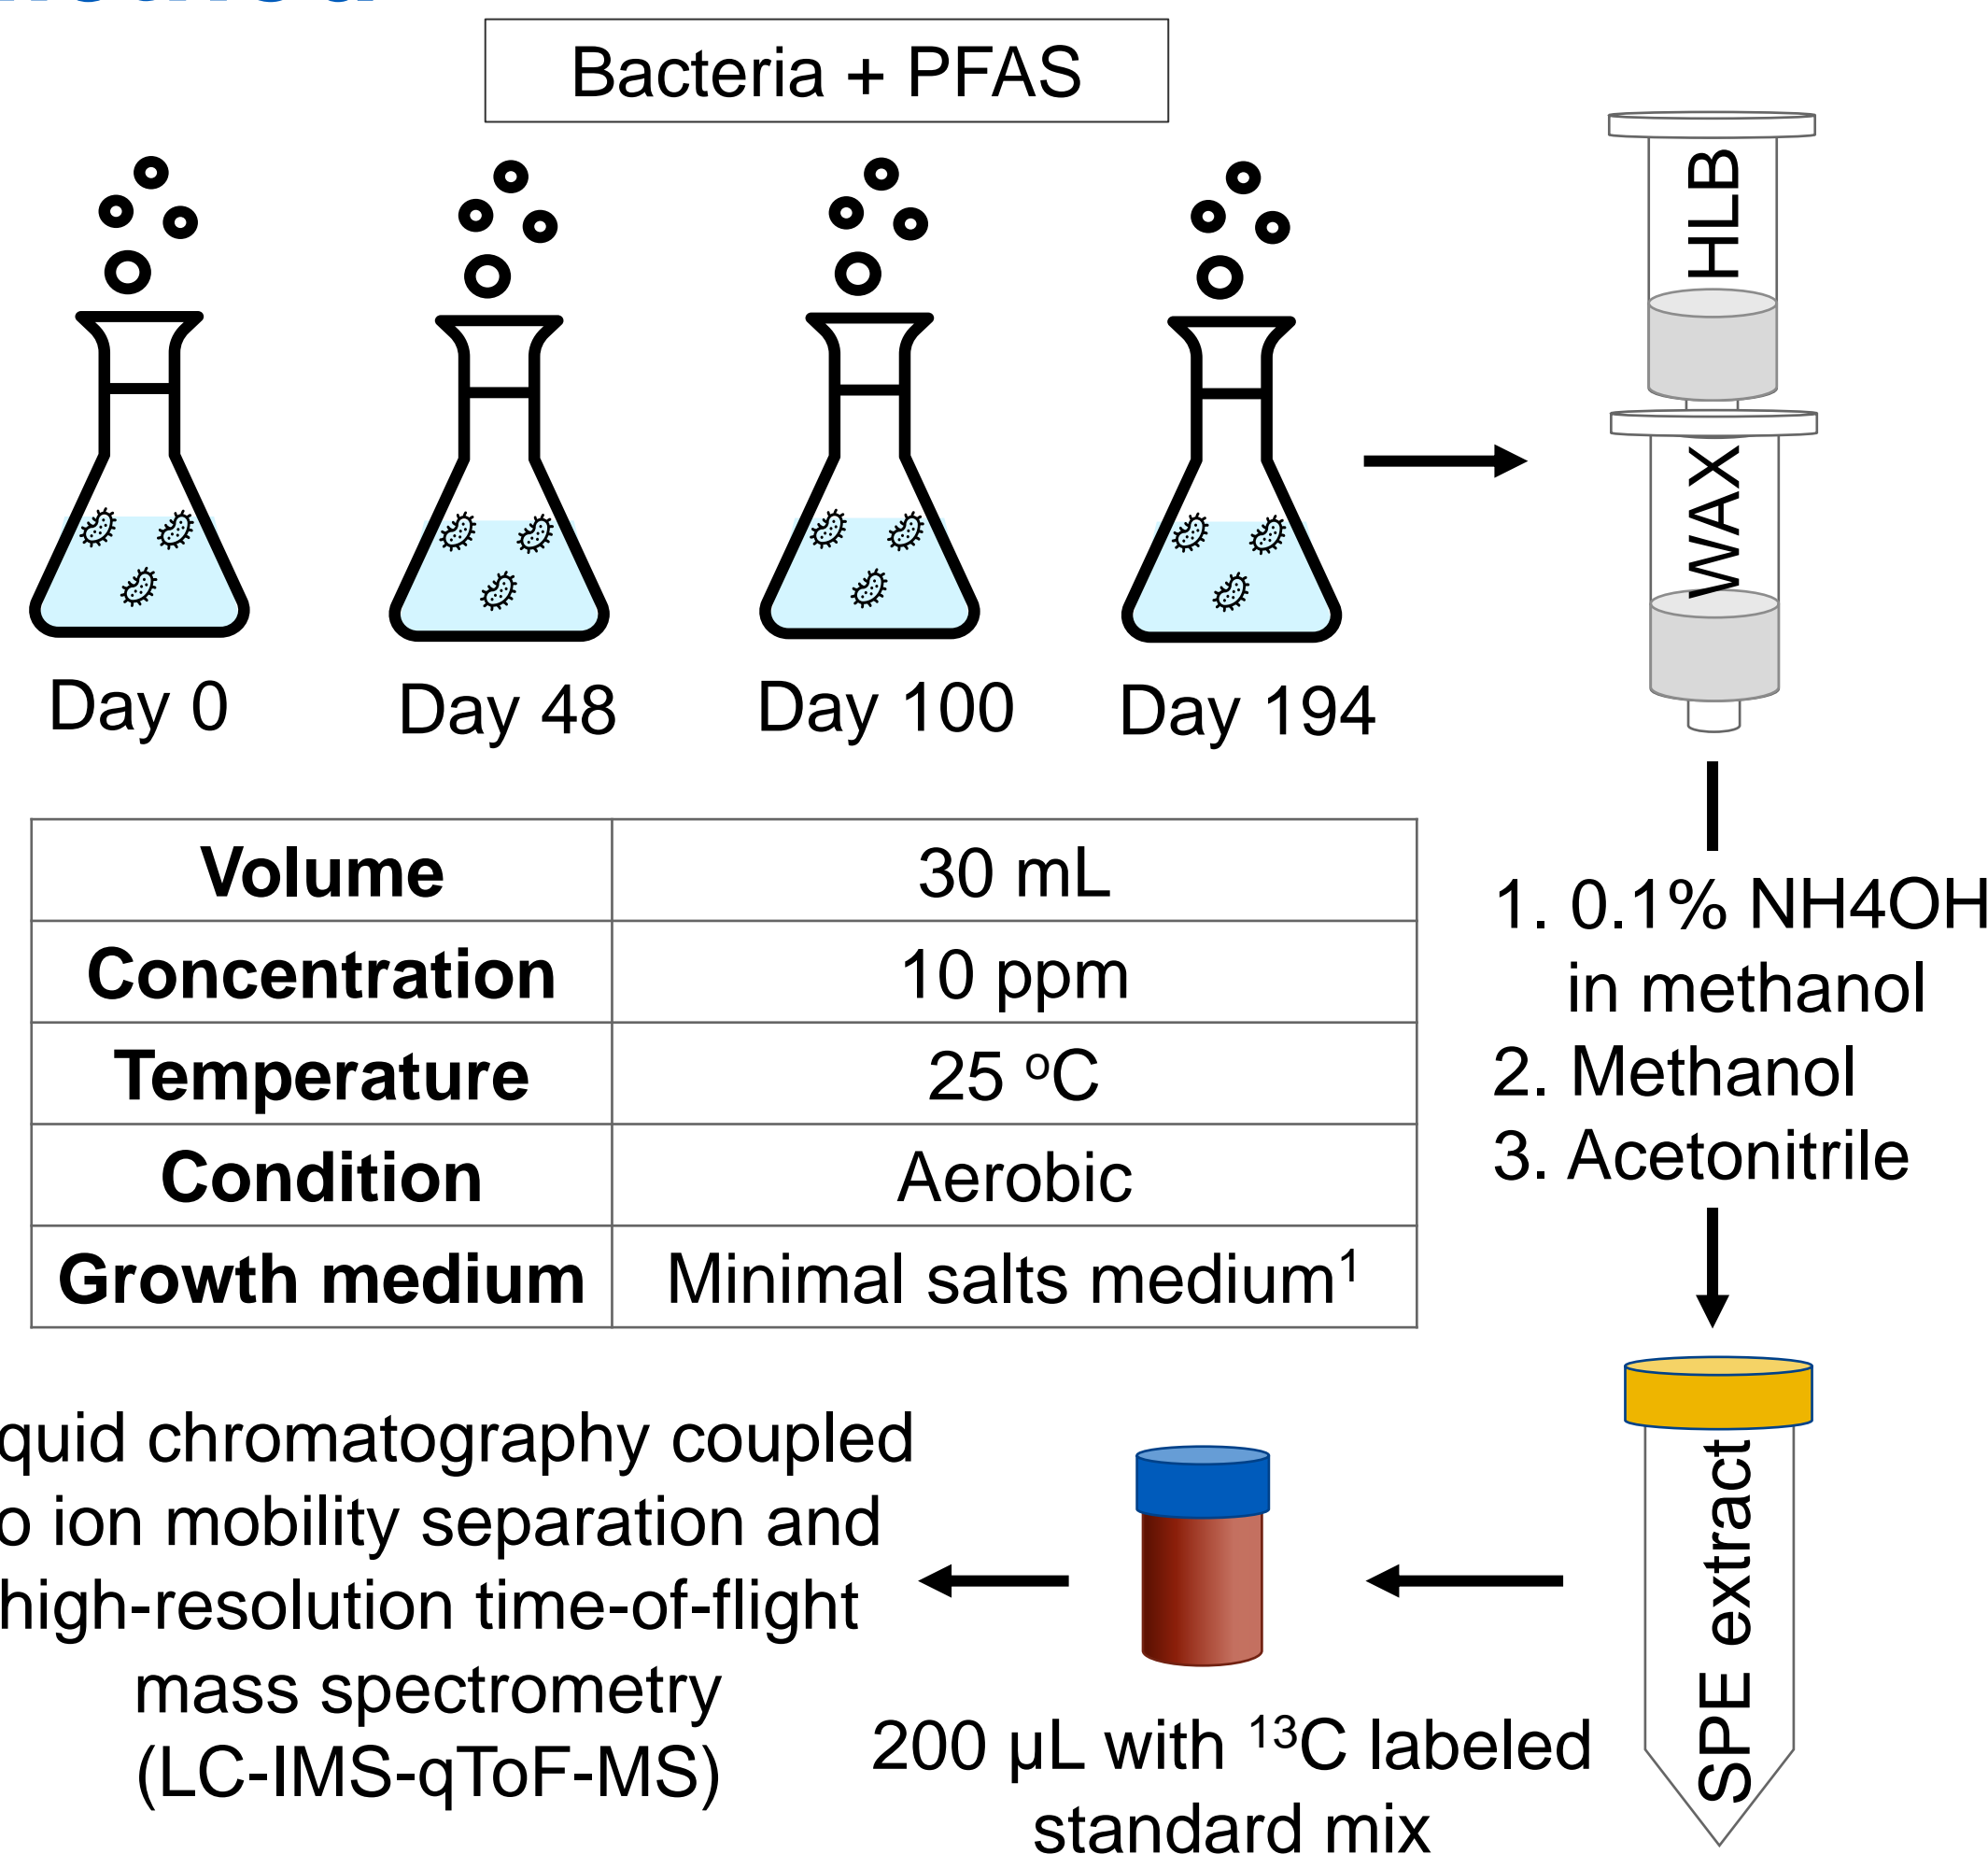 Bacteria + PFAS
HLB
WAX
Day 0
Day 48
Day 100
Day 194
Volume 30 mL
Concentration 10 ppm
Temperature 25 ºC
Condition Aerobic
Growth medium Minimal salts medium¹
1. 0.1% NH4OH
in methanol
2. Methanol
3. Acetonitrile
SPE extract
200 µL with ¹³C labeled
standard mix
chromatography coupled
ion mobility separation and
high-resolution time-of-flight
mass spectrometry
(LC-IMS-qToF-MS)